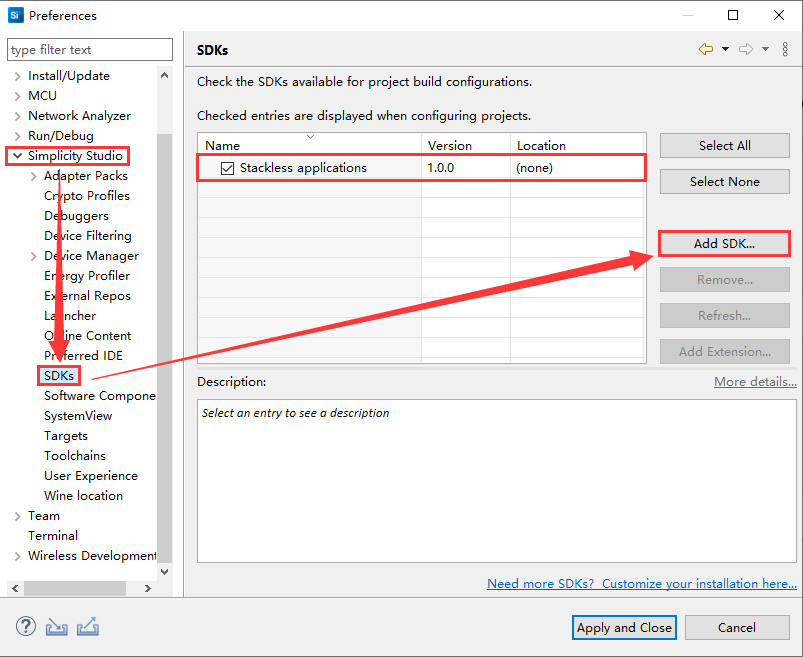 Si Preferences
type filter text
Install/Update
MCU
Network Analyzer
Run/Debug
Simplicity Studio
Adapter Packs
Crypto Profiles
Debuggers
Device Filtering
Device Manager
Energy Profiler
External Repos
Launcher
Online Content
Preferred IDE
SDKs
Software Compone
SystemView
Targets
Toolchains
User Experience
Wine location
Team
Terminal
Wireless Development
SDKs
Check the SDKs available for project build configurations.
Checked entries are displayed when configuring projects.
Name Version Location
Stackless applications 1.0.0 (none)
Select All
Select None
Add SDK...
Remove...
Refresh...
Add Extension...
Description: More details...
Select an entry to see a description
Need more SDKs? Customize your installation here...
? Apply and Close Cancel